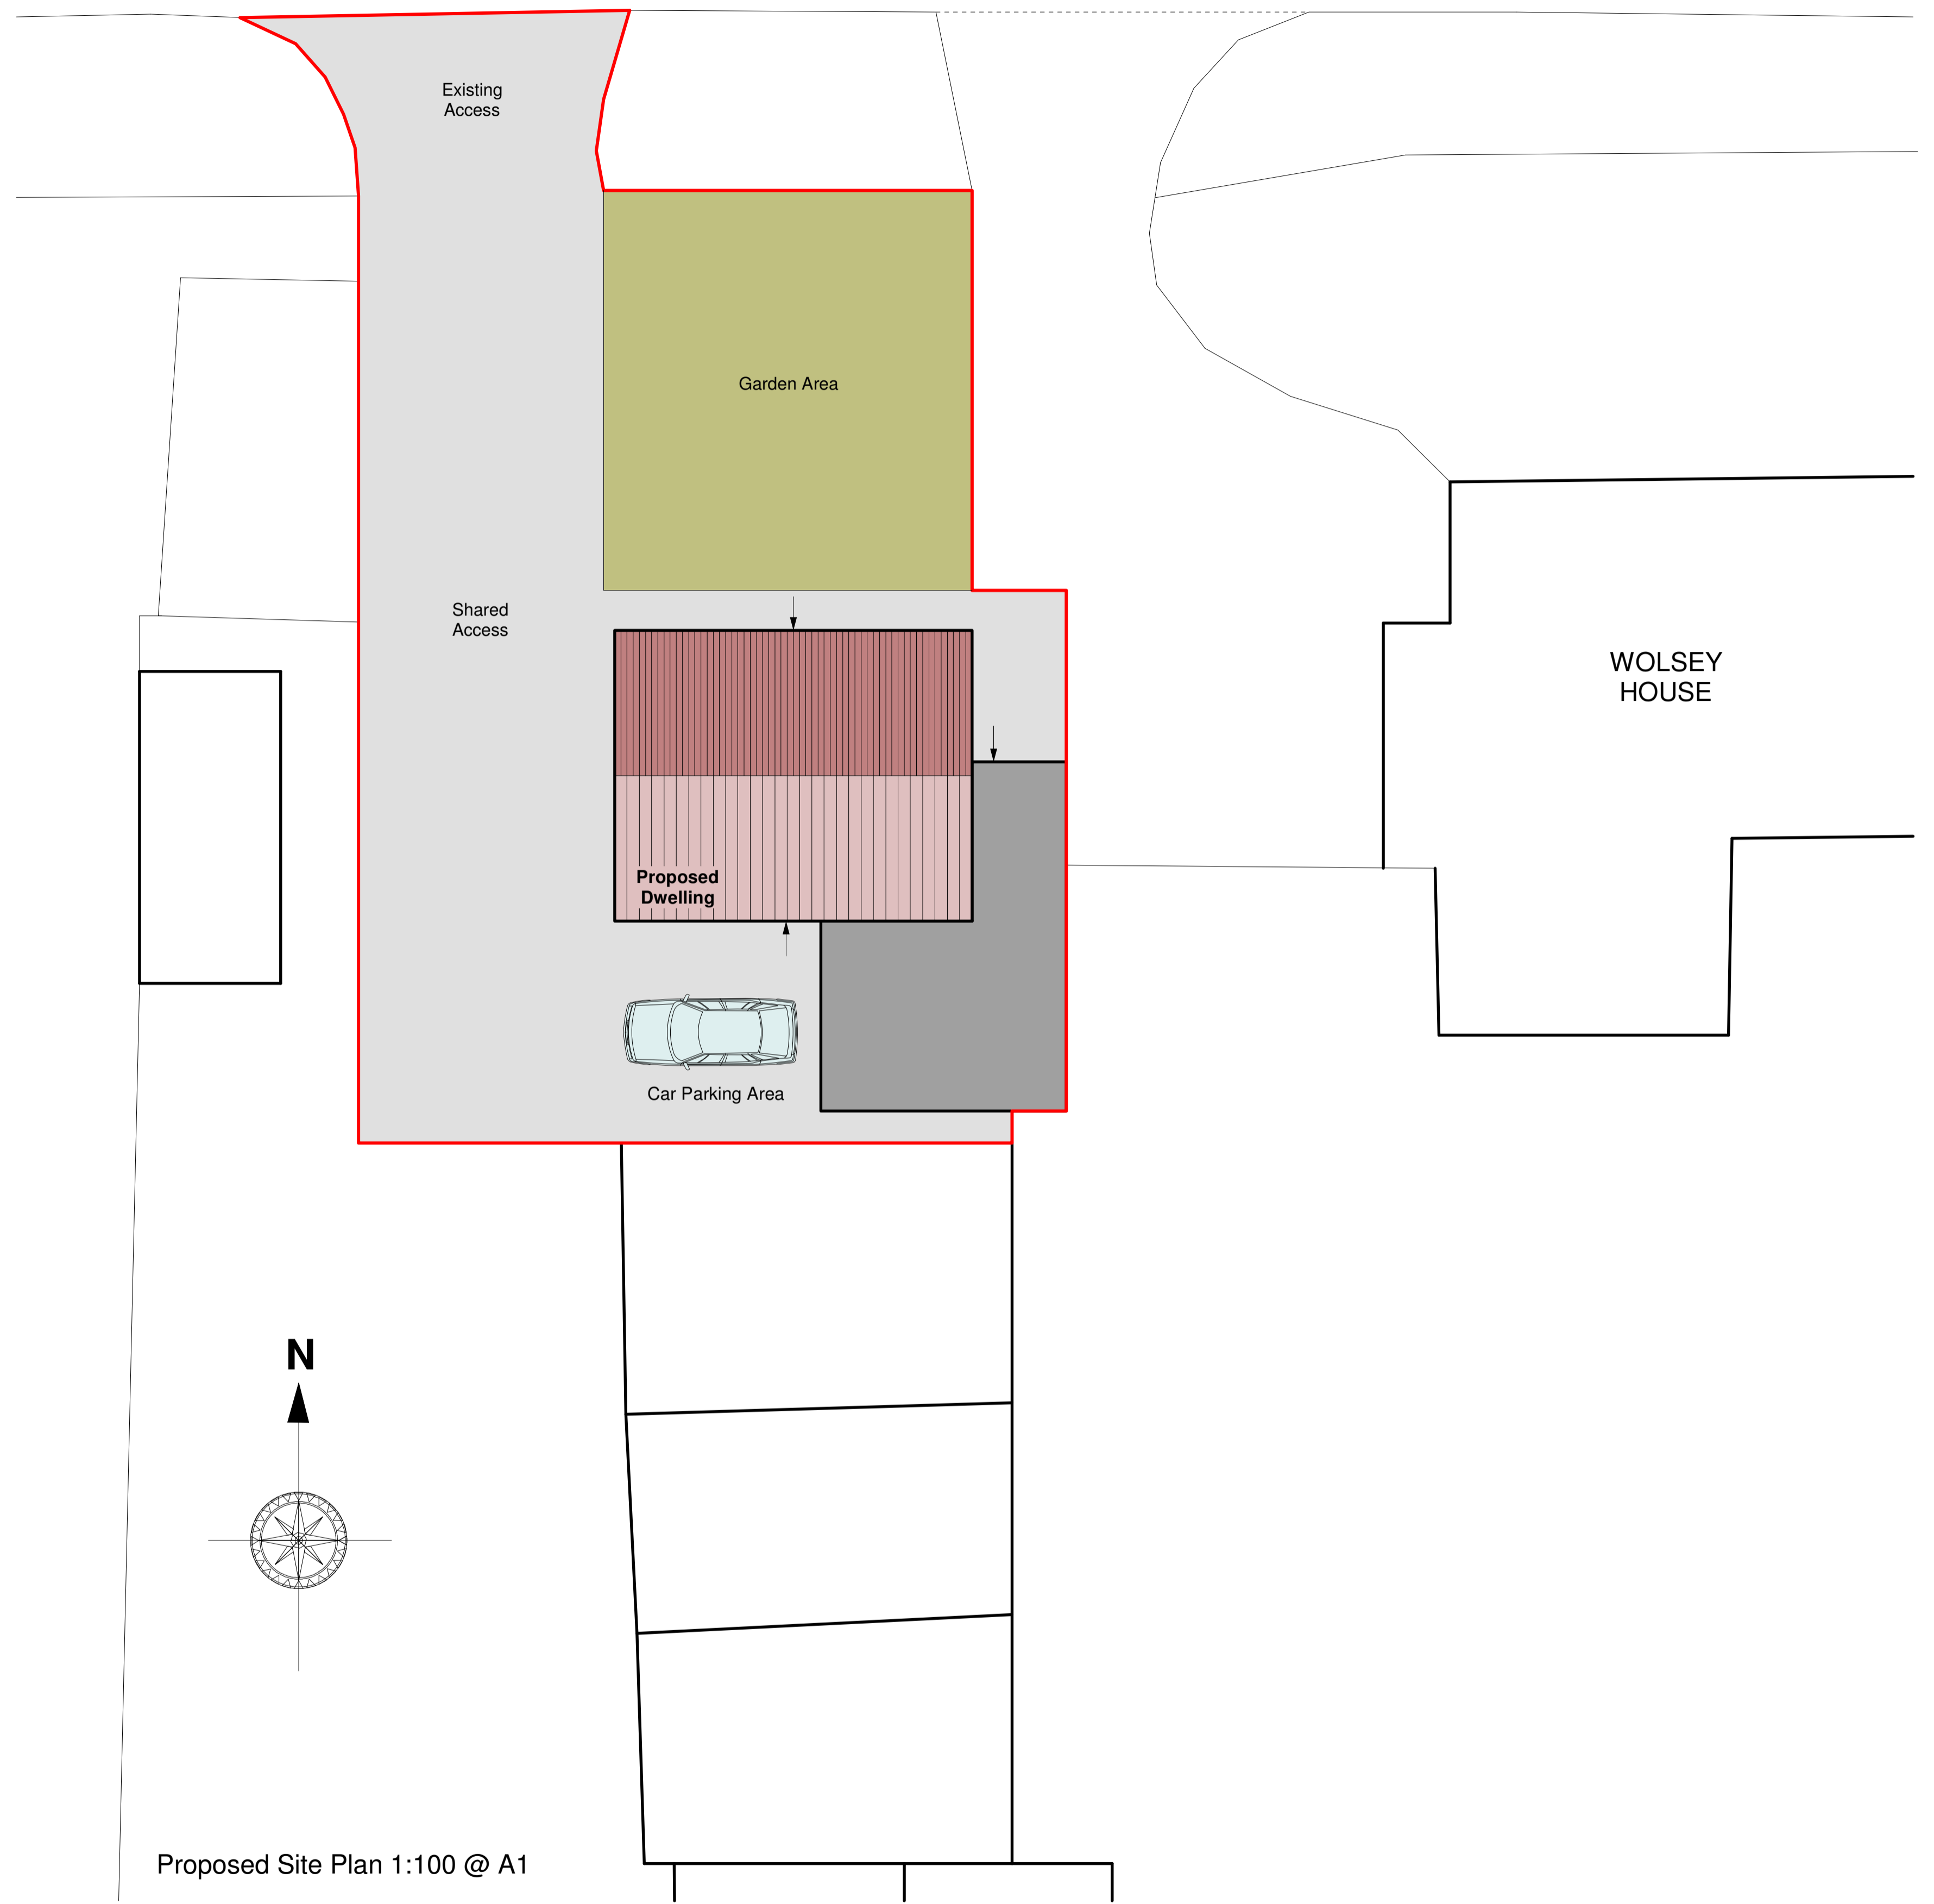 Existing
Access
Garden Area
Shared
Access
WOLSEY
HOUSE
Proposed
Dwelling
Car Parking Area
N
Proposed Site Plan 1:100 @ A1